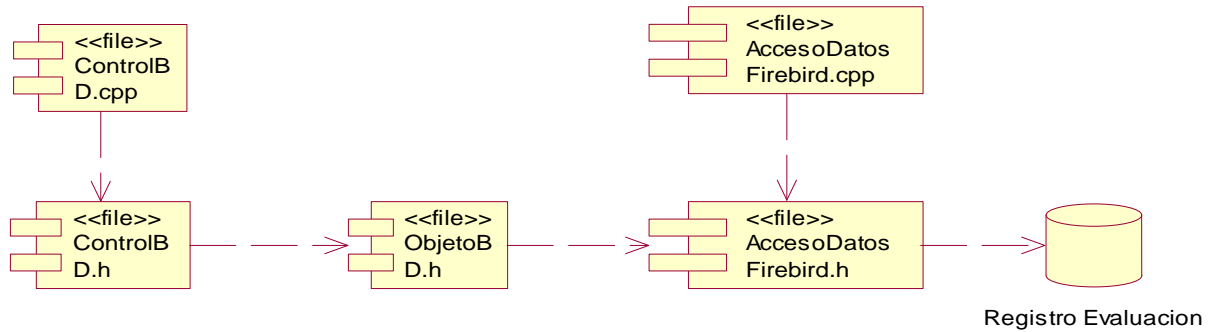 <<file>>
ControlB
D.cpp
<<file>>
AccesoDatos
Firebird.cpp
<<file>>
ControlB
D.h
<<file>>
ObjetoB
D.h
<<file>>
AccesoDatos
Firebird.h
Registro Evaluacion